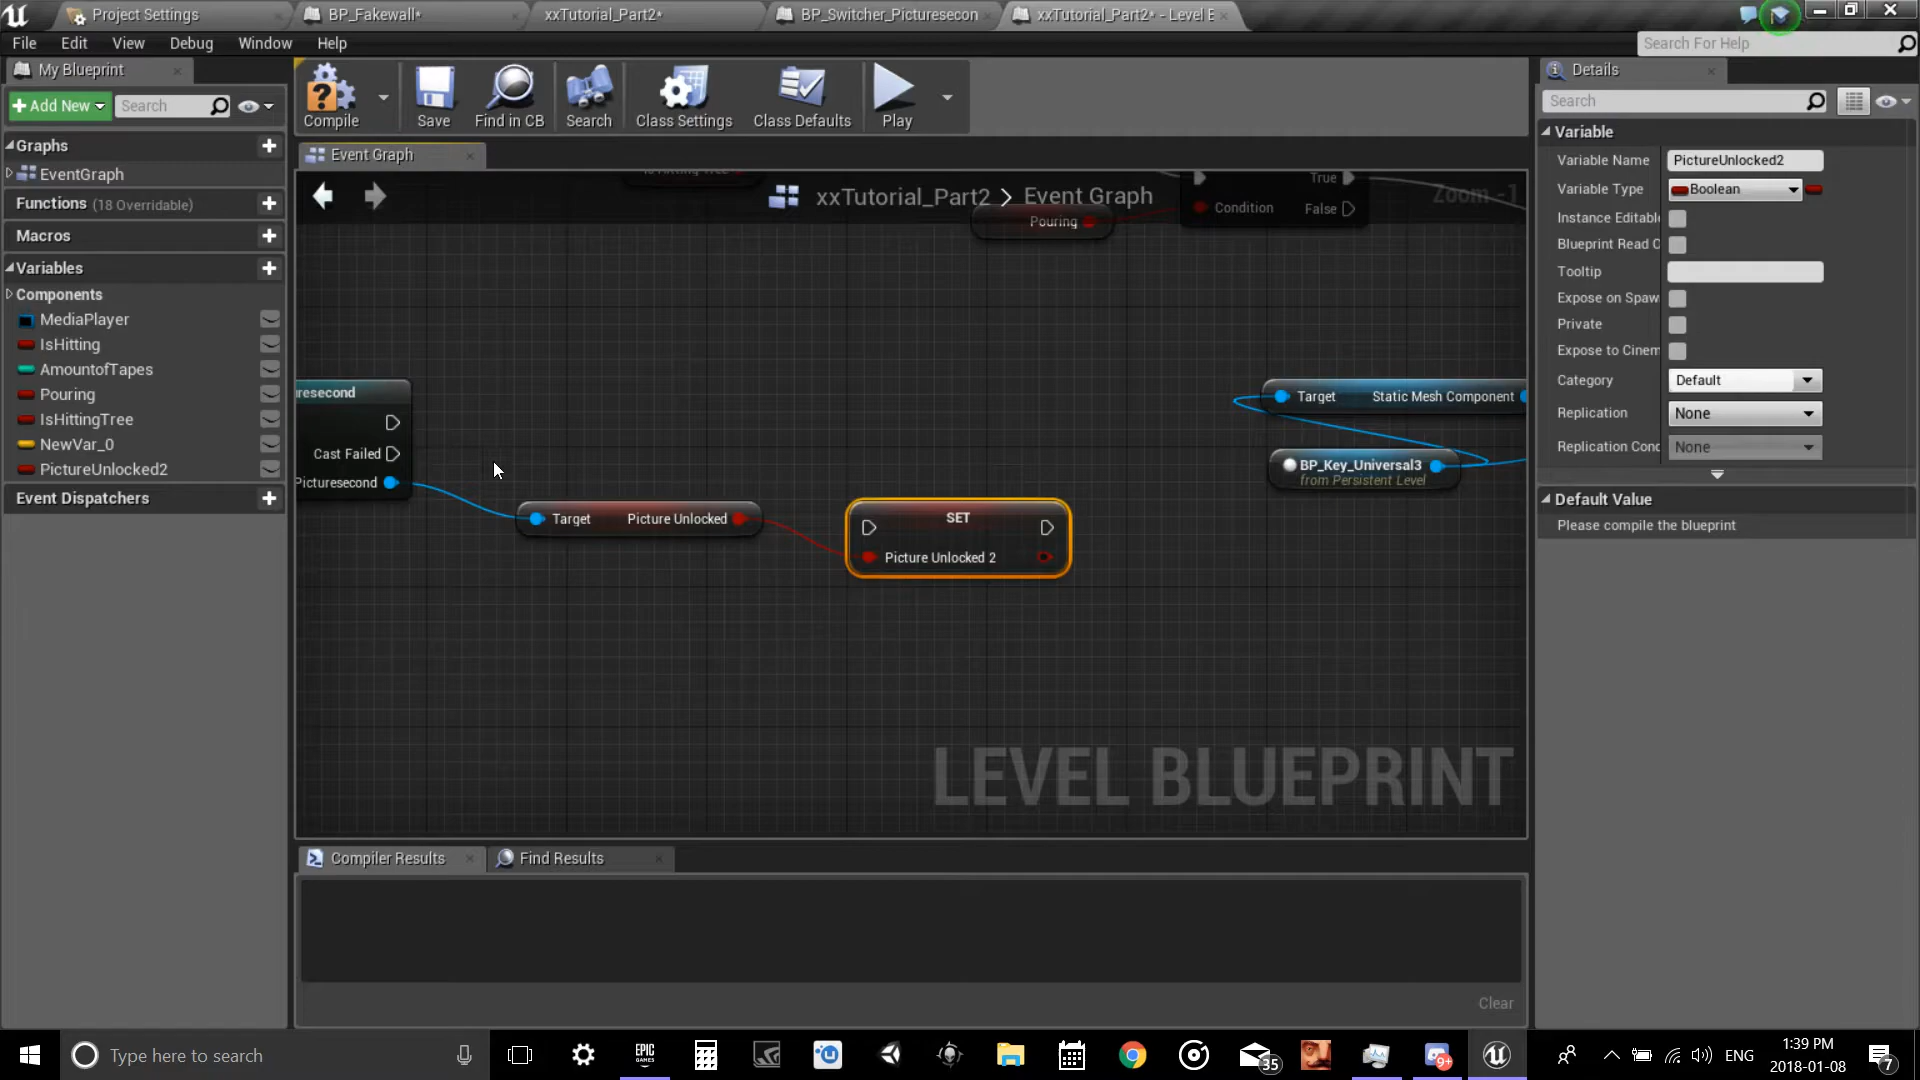 Project Settings
BP_Fakewall*
xxTutorial_Part2*
BP_Switcher_Picturesecon
xxTutorial_Part2* - Level E
File Edit View Debug Window Help
Search For Help
My Blueprint
Add New
Search
Graphs
EventGraph
Functions (18 Overridable)
Macros
Variables
Components
MediaPlayer
IsHitting
AmountofTapes
Pouring
IsHittingTree
NewVar_0
PictureUnlocked2
Event Dispatchers
Compile
Save
Find in CB
Search
Class Settings
Class Defaults
Play
Event Graph
xxTutorial_Part2 > Event Graph
Zoom -1
Pouring
True
Condition
False
resecond
Cast Failed
Picturesecond
Target Picture Unlocked
SET
Picture Unlocked 2
Target Static Mesh Component
BP_Key_Universal3
from Persistent Level
LEVEL BLUEPRINT
Compiler Results
Find Results
Clear
Details
Search
Variable
Variable Name PictureUnlocked2
Variable Type Boolean
Instance Editabl
Blueprint Read O
Tooltip
Expose on Spaw
Private
Expose to Cinem
Category Default
Replication None
Replication Conc None
Default Value
Please compile the blueprint
Type here to search
EPIC
GAMES
35
9+
ENG
1:39 PM
2018-01-08
7